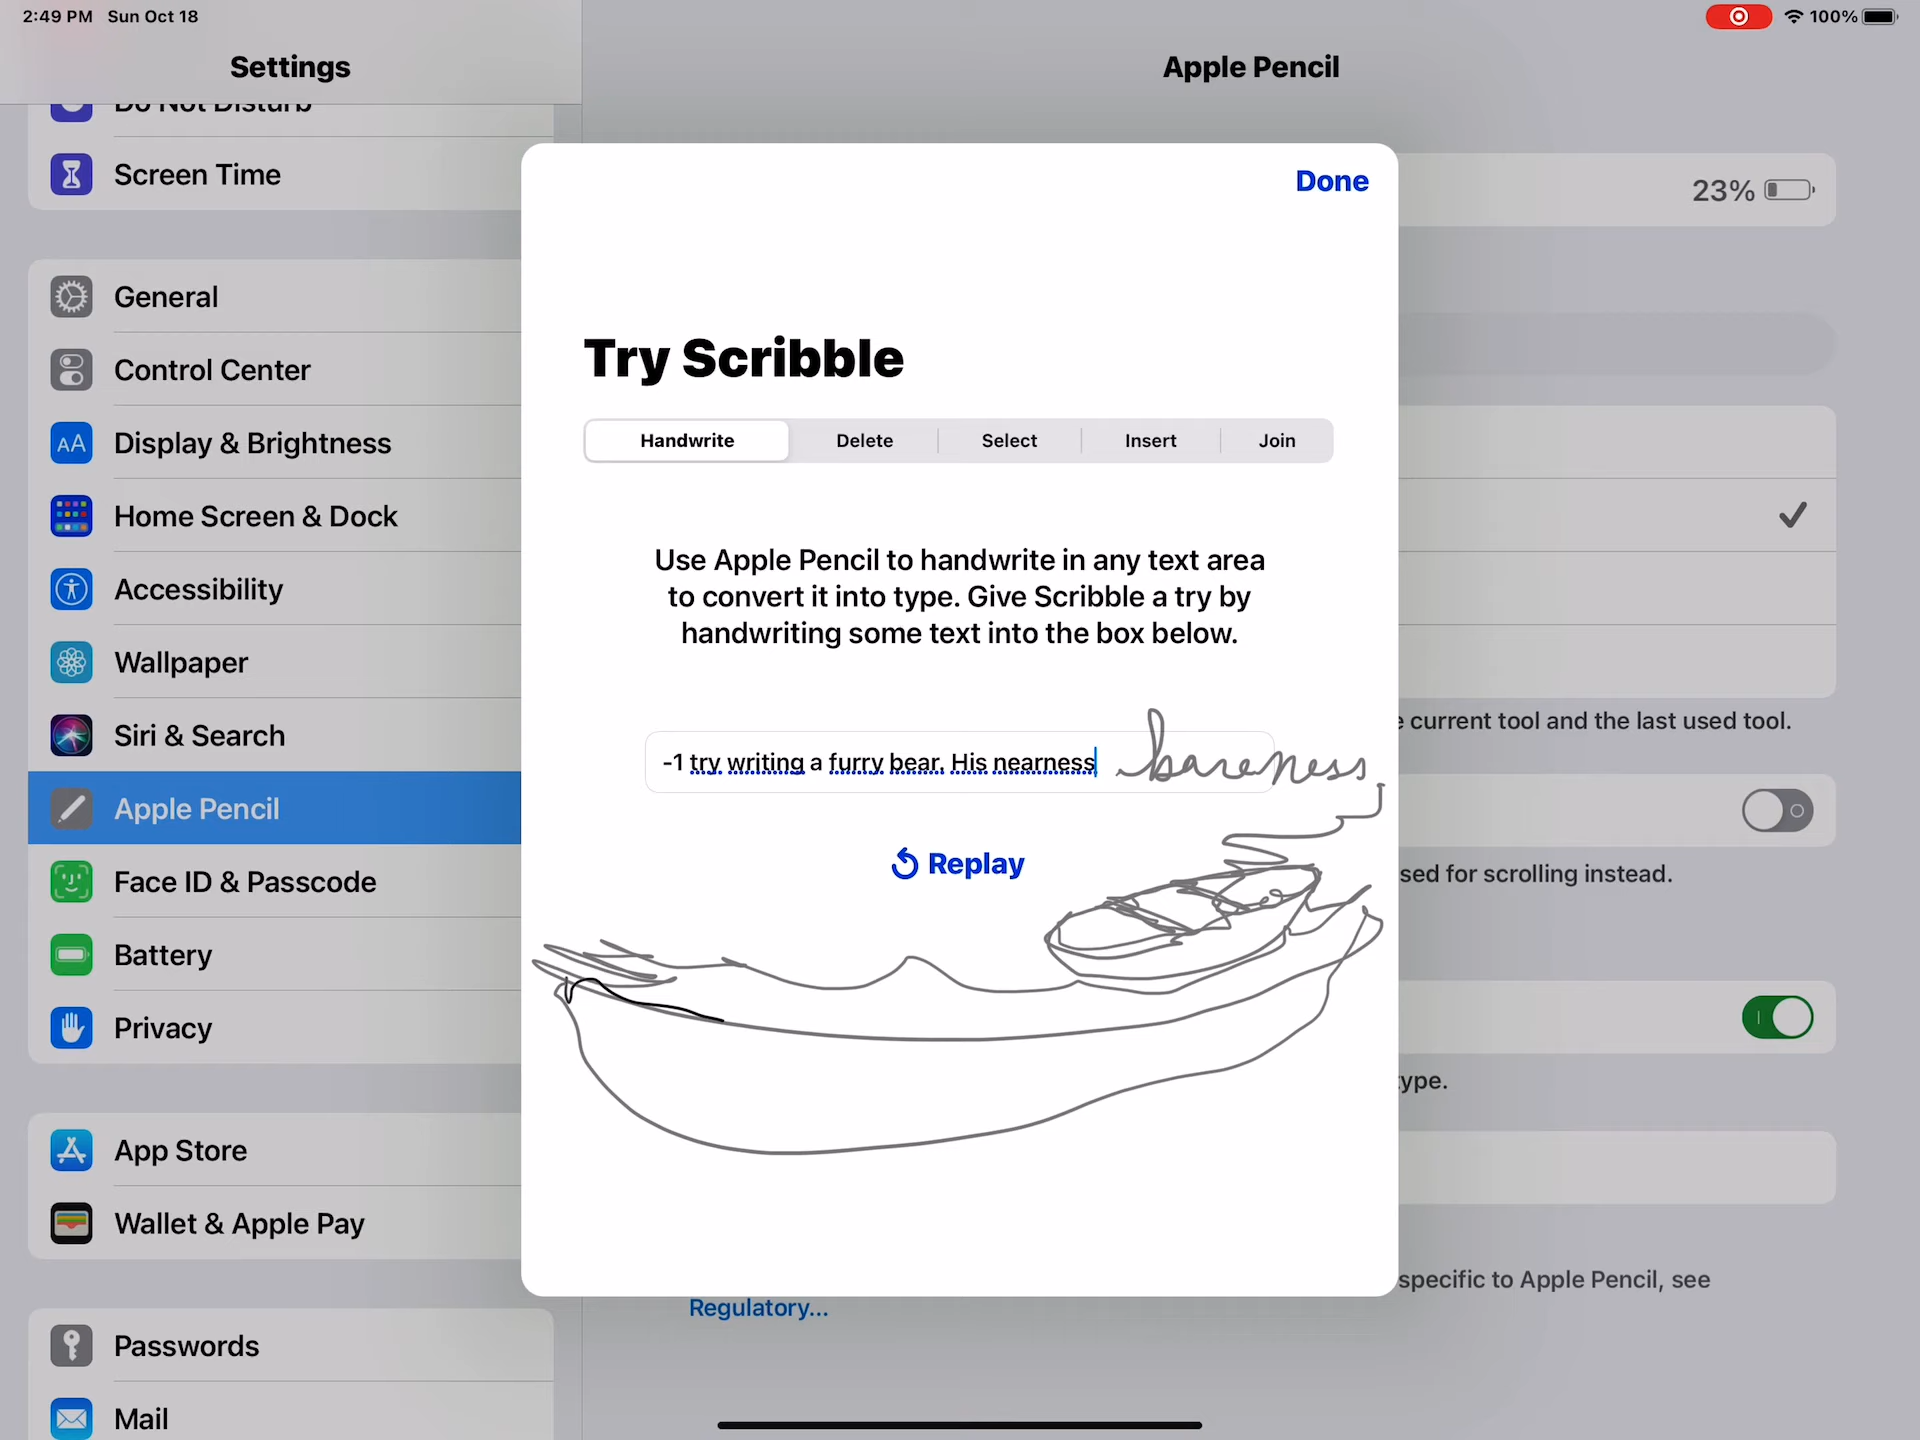 2:49 PM Sun Oct 18
100%
Settings
Apple Pencil
Do Not Disturb
Screen Time
General
Control Center
Display & Brightness
Home Screen & Dock
Accessibility
Wallpaper
Siri & Search
Apple Pencil
Face ID & Passcode
Battery
Privacy
App Store
Wallet & Apple Pay
Passwords
Mail
Done
Try Scribble
Handwrite Delete Select Insert Join
Use Apple Pencil to handwrite in any text area
to convert it into type. Give Scribble a try by
handwriting some text into the box below.
-1 try writing a furry bear. His nearness bareness
Replay
23%
current tool and the last used tool.
sed for scrolling instead.
ype.
specific to Apple Pencil, see
Regulatory...